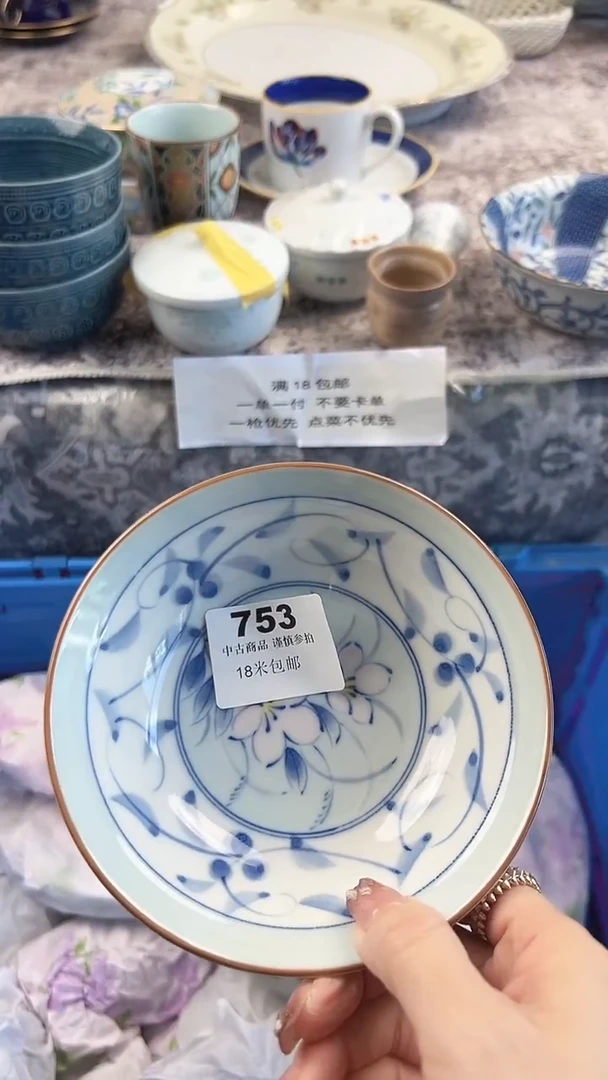 满 18 包邮
一单一付 不要卡单
一枪优先 点菜不优先
753
中古商品 谨慎参拍
18米包邮